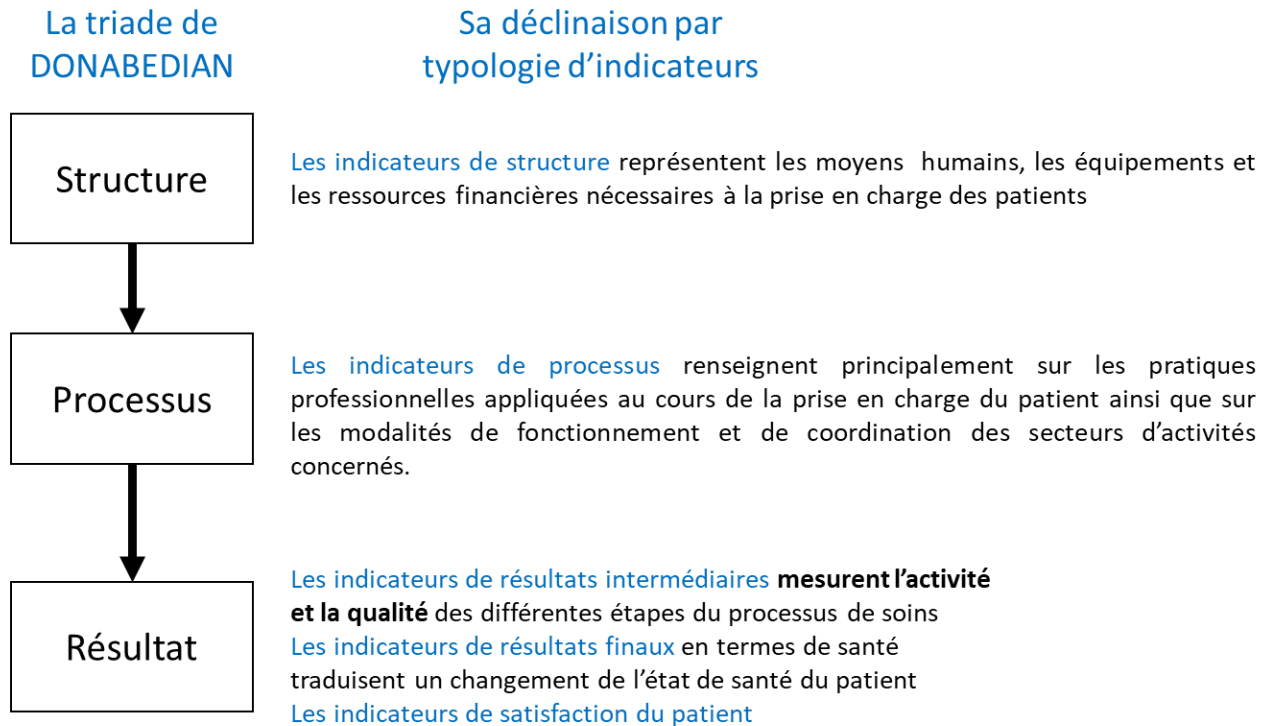 La triade de
DONABEDIAN
Sa déclinaison par
typologie d’indicateurs
Structure
Les indicateurs de structure représentent les moyens humains, les équipements et
les ressources financières nécessaires à la prise en charge des patients
Processus
Les indicateurs de processus renseignent principalement sur les pratiques
professionnelles appliquées au cours de la prise en charge du patient ainsi que sur
les modalités de fonctionnement et de coordination des secteurs d’activités
concernés.
Résultat
Les indicateurs de résultats intermédiaires mesurent l’activité
et la qualité des différentes étapes du processus de soins
Les indicateurs de résultats finaux en termes de santé
traduisent un changement de l’état de santé du patient
Les indicateurs de satisfaction du patient